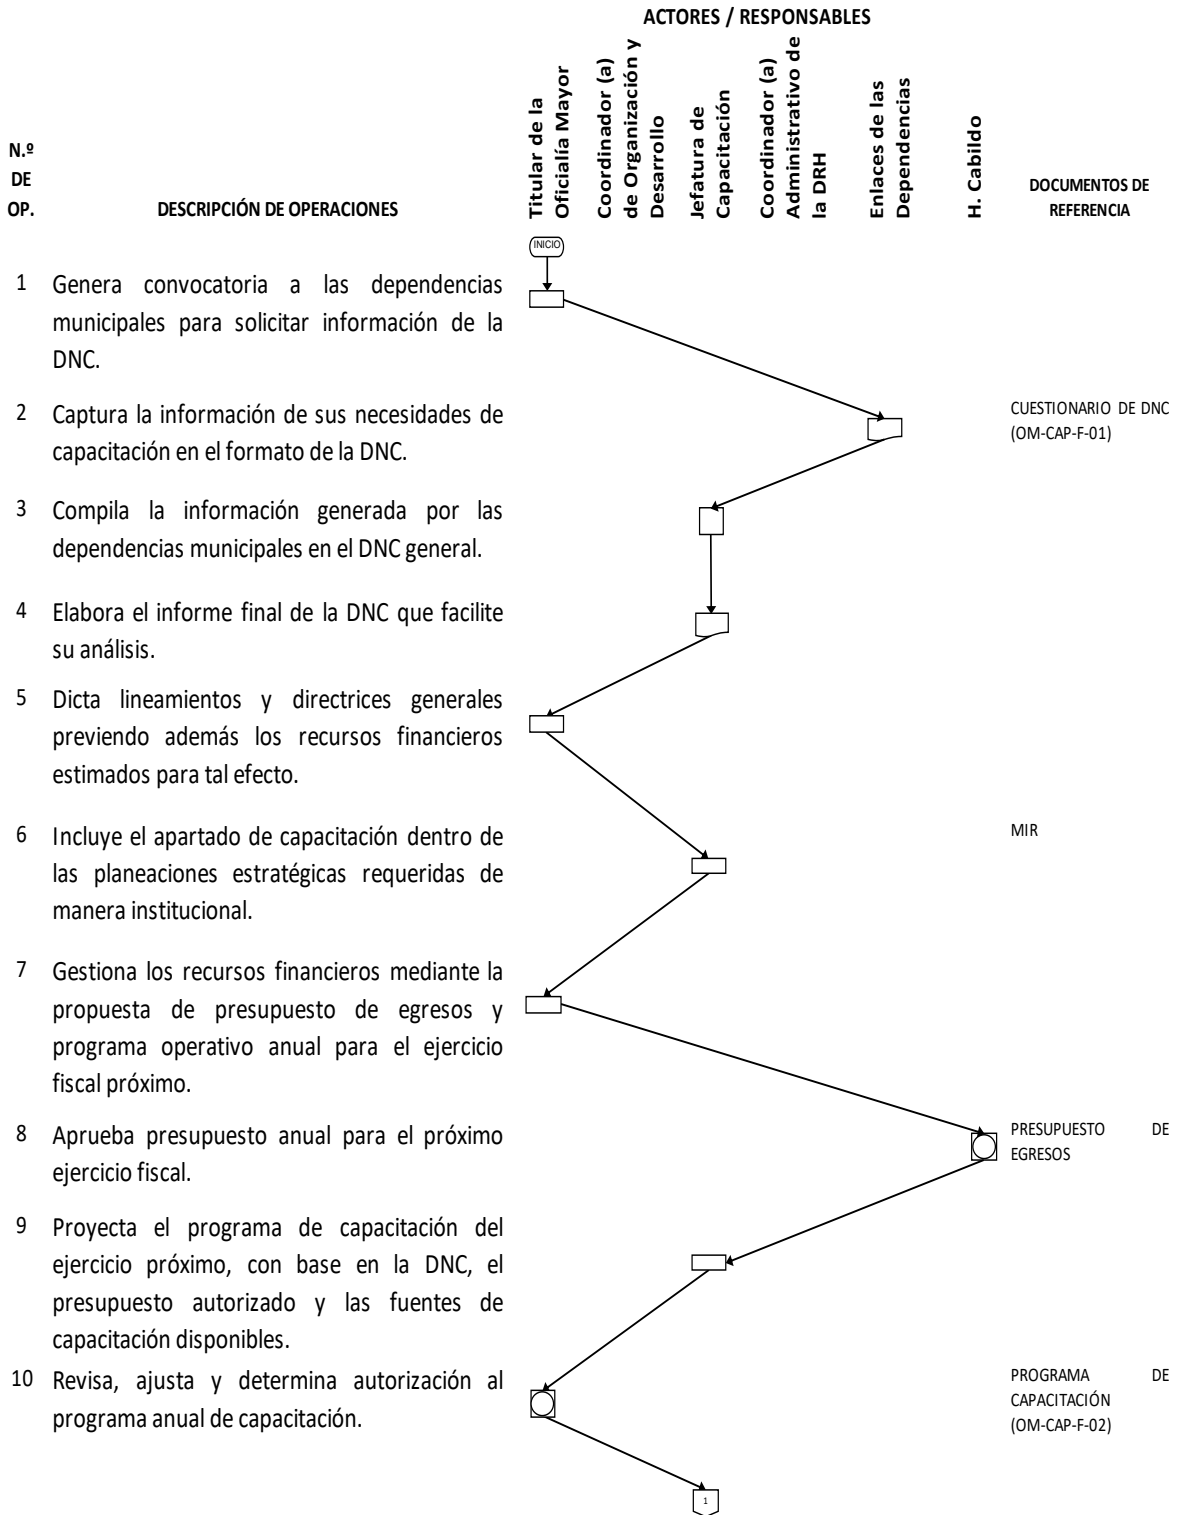 ACTORES / RESPONSABLES
N.º
DE
OP.
DESCRIPCIÓN DE OPERACIONES
Titular de la
Oficialía Mayor
Coordinador (a)
de Organización y
Desarrollo
Jefatura de
Capacitación
Coordinador (a)
Administrativo de
la DRH
Enlaces de las
Dependencias
H. Cabildo
DOCUMENTOS DE
REFERENCIA
INICIO
1 Genera convocatoria a las dependencias
municipales para solicitar información de la
DNC.
2 Captura la información de sus necesidades de
capacitación en el formato de la DNC.
CUESTIONARIO DE DNC
(OM-CAP-F-01)
3 Compila la información generada por las
dependencias municipales en el DNC general.
4 Elabora el informe final de la DNC que facilite
su análisis.
5 Dicta lineamientos y directrices generales
previendo además los recursos financieros
estimados para tal efecto.
6 Incluye el apartado de capacitación dentro de
las planeaciones estratégicas requeridas de
manera institucional.
MIR
7 Gestiona los recursos financieros mediante la
propuesta de presupuesto de egresos y
programa operativo anual para el ejercicio
fiscal próximo.
8 Aprueba presupuesto anual para el próximo
ejercicio fiscal.
PRESUPUESTO DE
EGRESOS
9 Proyecta el programa de capacitación del
ejercicio próximo, con base en la DNC, el
presupuesto autorizado y las fuentes de
capacitación disponibles.
10 Revisa, ajusta y determina autorización al
programa anual de capacitación.
PROGRAMA DE
CAPACITACIÓN
(OM-CAP-F-02)
1